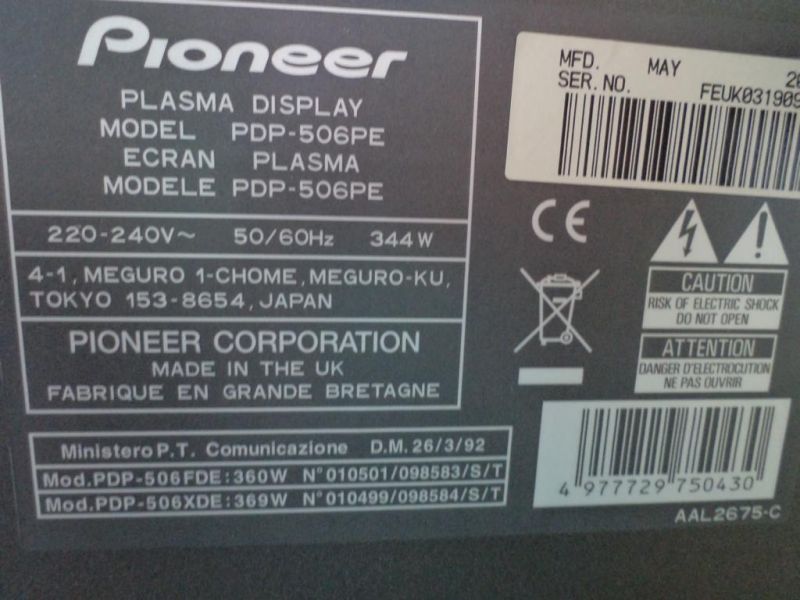 Pioneer
PLASMA DISPLAY
MODEL PDP-506PE
ECRAN PLASMA
MODELE PDP-506PE
220-240V~ 50/60Hz 344W
4-1, MEGURO 1-CHOME, MEGURO-KU,
TOKYO 153-8654, JAPAN
PIONEER CORPORATION
MADE IN THE UK
FABRIQUE EN GRANDE BRETAGNE
Ministero P.T. Comunicazione D.M. 26/3/92
Mod.PDP-506FDE:360W N°010501/098583/S/T
Mod.PDP-506XDE:369W N°010499/098584/S/T
MFD. MAY
SER. NO. FEUK031909
CE
CAUTION
RISK OF ELECTRIC SHOCK
DO NOT OPEN
ATTENTION
DANGER D'ELECTROCUTION
NE PAS OUVRIR
4 977729 750430
AAL2675-C